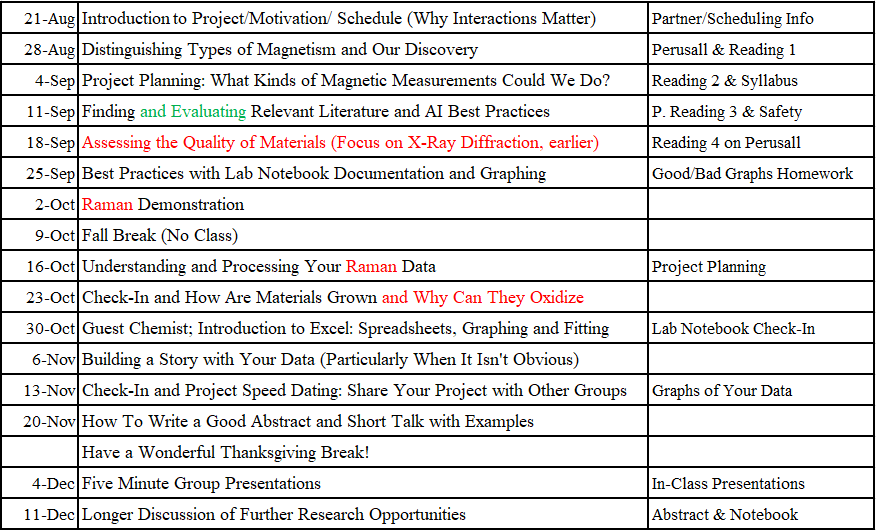 21-Aug Introduction to Project/Motivation/ Schedule (Why Interactions Matter) Partner/Scheduling Info
28-Aug Distinguishing Types of Magnetism and Our Discovery Perusall & Reading 1
4-Sep Project Planning: What Kinds of Magnetic Measurements Could We Do? Reading 2 & Syllabus
11-Sep Finding and Evaluating Relevant Literature and AI Best Practices P. Reading 3 & Safety
18-Sep Assessing the Quality of Materials (Focus on X-Ray Diffraction, earlier) Reading 4 on Perusall
25-Sep Best Practices with Lab Notebook Documentation and Graphing Good/Bad Graphs Homework
2-Oct Raman Demonstration
9-Oct Fall Break (No Class)
16-Oct Understanding and Processing Your Raman Data Project Planning
23-Oct Check-In and How Are Materials Grown and Why Can They Oxidize
30-Oct Guest Chemist; Introduction to Excel: Spreadsheets, Graphing and Fitting Lab Notebook Check-In
6-Nov Building a Story with Your Data (Particularly When It Isn't Obvious)
13-Nov Check-In and Project Speed Dating: Share Your Project with Other Groups Graphs of Your Data
20-Nov How To Write a Good Abstract and Short Talk with Examples
Have a Wonderful Thanksgiving Break!
4-Dec Five Minute Group Presentations In-Class Presentations
11-Dec Longer Discussion of Further Research Opportunities Abstract & Notebook